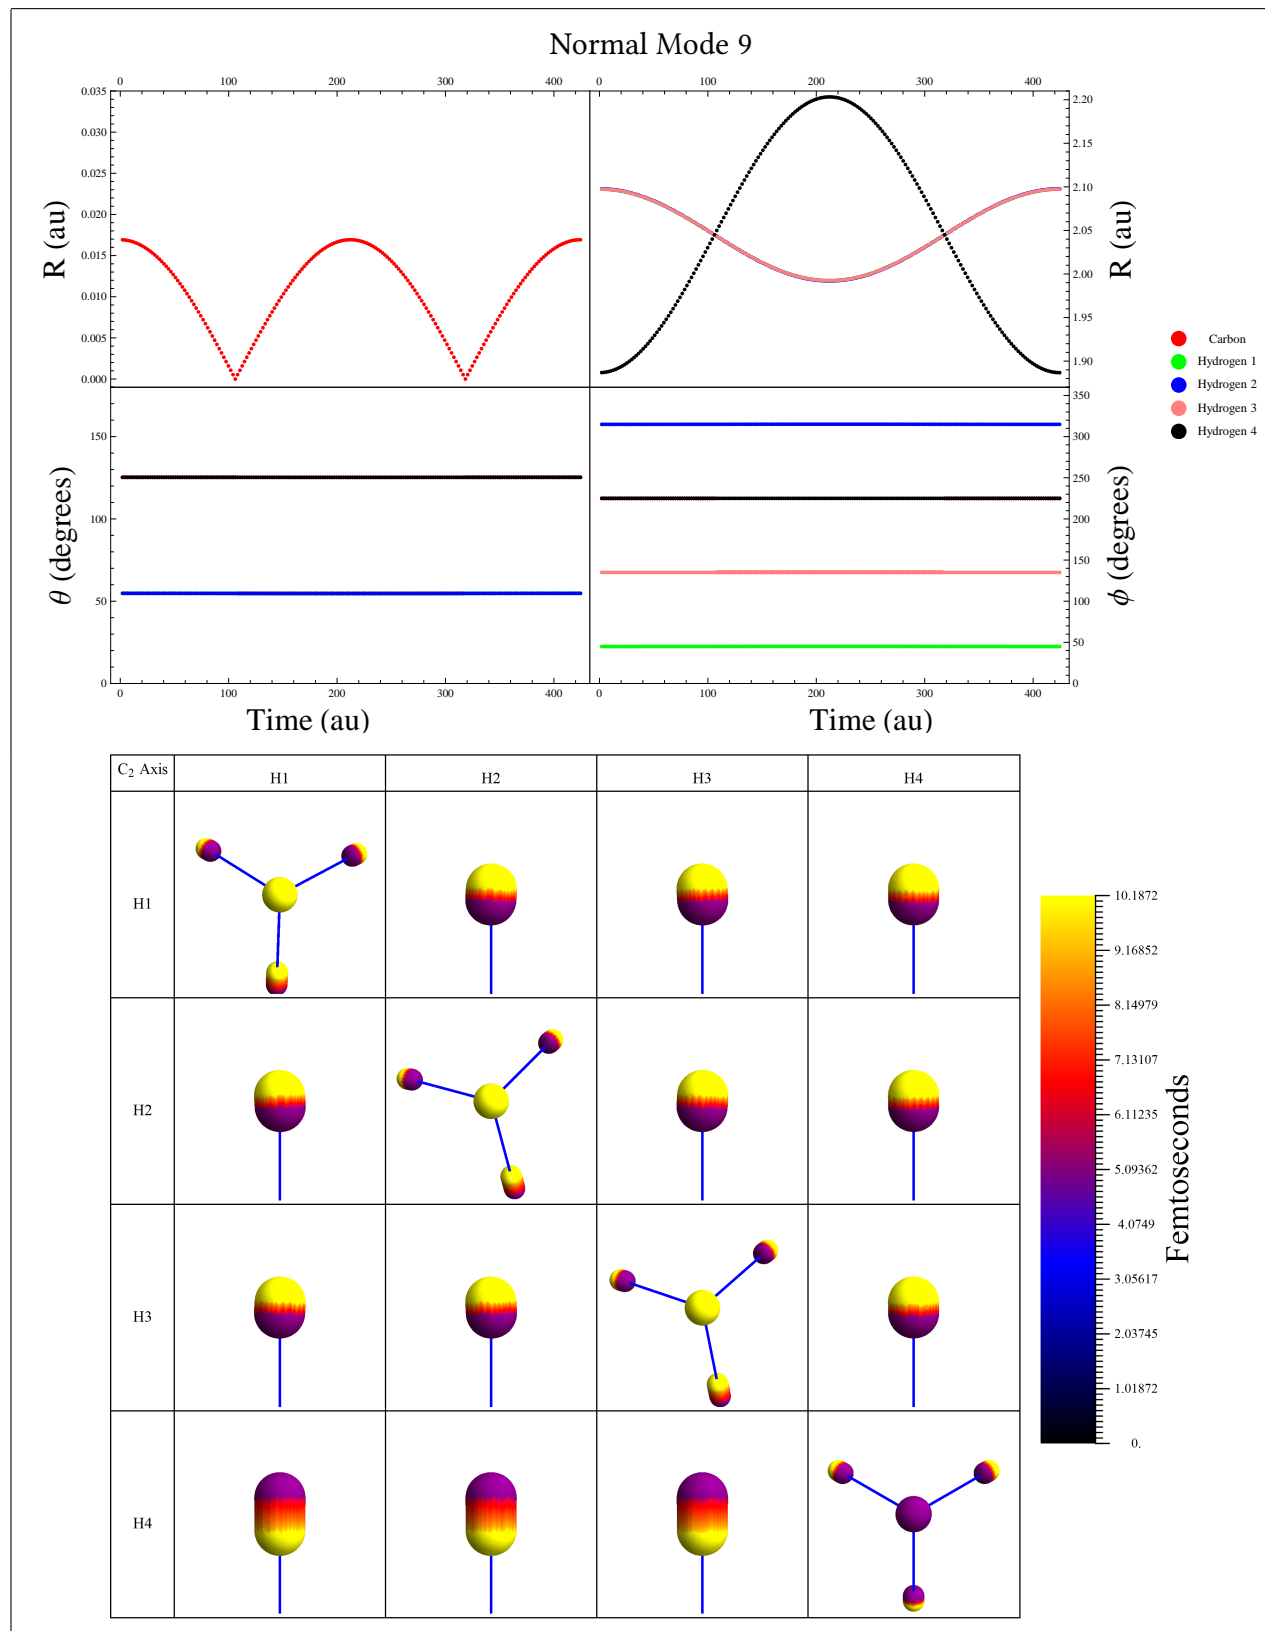 Normal Mode 9
0 100 200 300 400 0 100 200 300 400
0.035
0.030
0.025
0.020
0.015
0.010
0.005
0.000
R (au)
2.20
2.15
2.10
2.05
2.00
1.95
1.90
R (au)
Carbon
Hydrogen 1
Hydrogen 2
Hydrogen 3
Hydrogen 4
150
100
50
0
θ (degrees)
350
300
250
200
150
100
50
0
ϕ (degrees)
0 100 200 300 400 0 100 200 300 400
Time (au) Time (au)
C₂ Axis H1 H2 H3 H4
H1
H2
H3
H4
10.1872
9.16852
8.14979
7.13107
6.11235
5.09362
4.0749
3.05617
2.03745
1.01872
0.
Femtoseconds